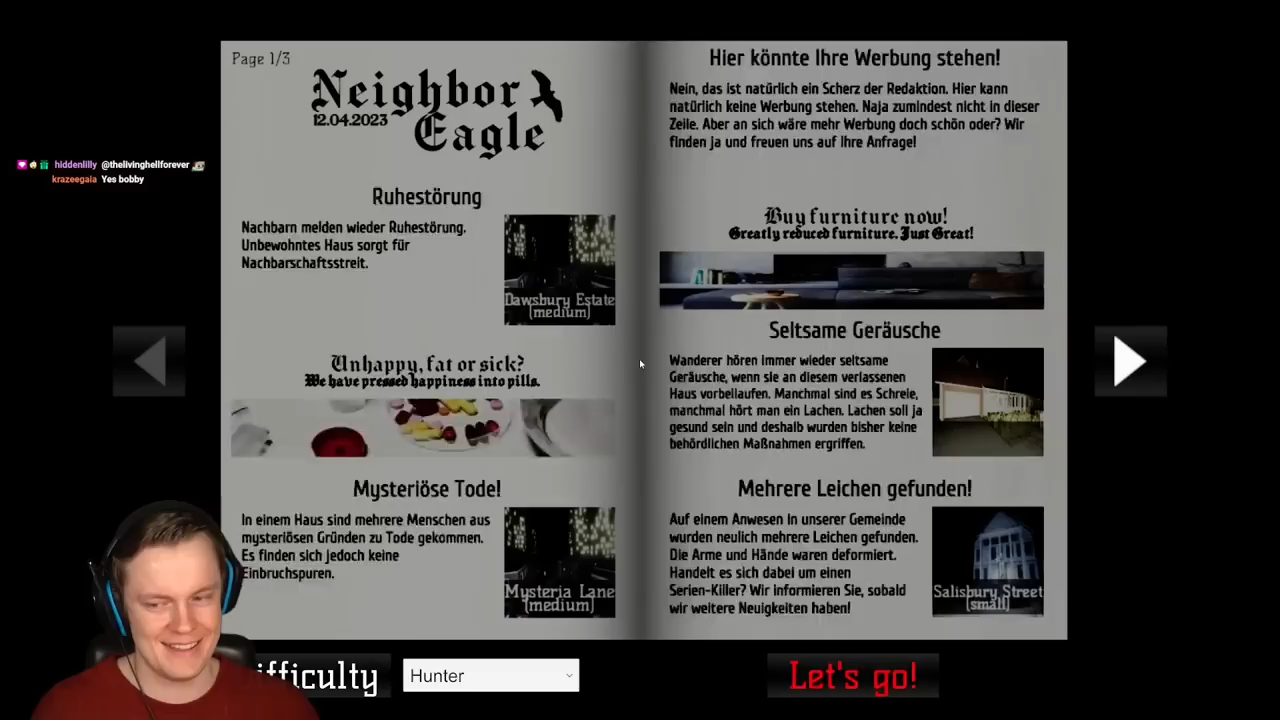 Page 1/3
Neighbor
12.04.2023
Eagle
Ruhestörung
Nachbarn melden wieder Ruhestörung.
Unbewohntes Haus sorgt für
Nachbarschaftsstreit.
Dawsbury Estate
(medium)
Unhappy, fat or sick?
We have pressed happiness into pills.
Mysteriöse Tode!
In einem Haus sind mehrere Menschen aus
mysteriösen Gründen zu Tode gekommen.
Es finden sich jedoch keine
Einbruchspuren.
Mysteria Lane
(medium)
Hier könnte Ihre Werbung stehen!
Nein, das ist natürlich ein Scherz der Redaktion. Hier kann
natürlich keine Werbung stehen. Naja zumindest nicht in dieser
Zeile. Aber an sich wäre mehr Werbung doch schön oder? Wir
finden ja und freuen uns auf Ihre Anfrage!
Buy furniture now!
Greatly reduced furniture. Just Great!
Seltsame Geräusche
Wanderer hören immer wieder seltsame
Geräusche, wenn sie an diesem verlassenen
Haus vorbeilaufen. Manchmal sind es Schreie,
manchmal hört man ein Lachen. Lachen soll ja
gesund sein und deshalb wurden bisher keine
behördlichen Maßnahmen ergriffen.
Mehrere Leichen gefunden!
Auf einem Anwesen in unserer Gemeinde
wurden neulich mehrere Leichen gefunden.
Die Arme und Hände waren deformiert.
Handelt es sich dabei um einen
Serien-Killer? Wir informieren Sie, sobald
wir weitere Neuigkeiten haben!
Salisbury Street
(small)
hiddenlilly @thelivinghellforever
krazeegala Yes bobby
ifficulty
Hunter
Let's go!